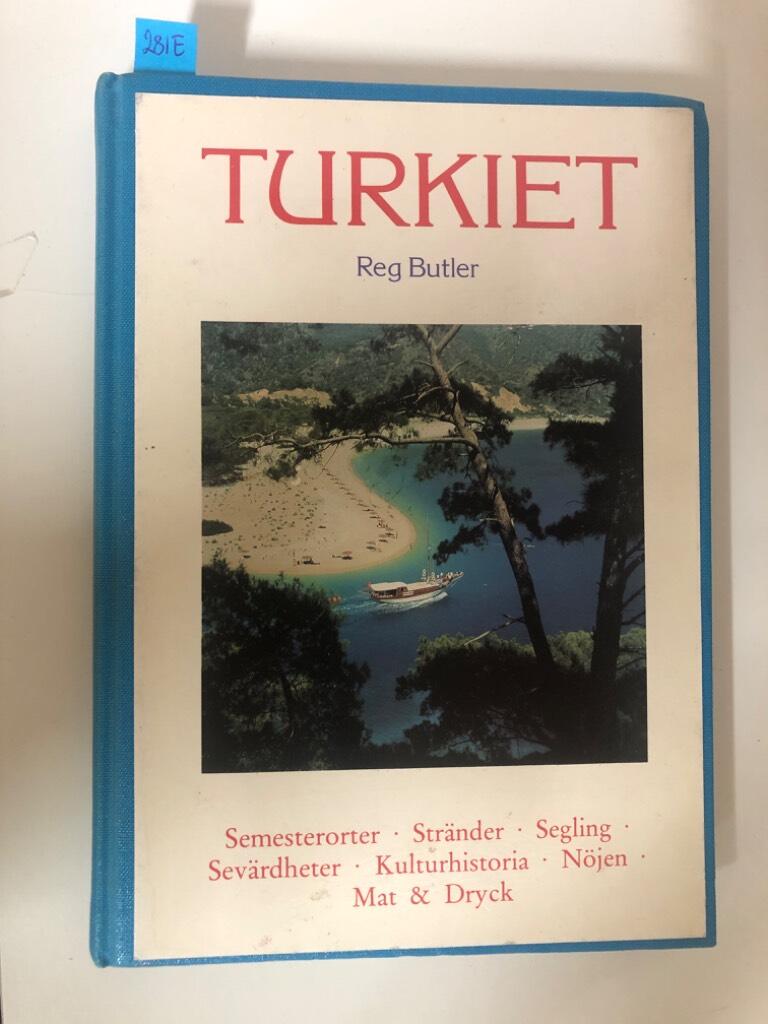 281E
TURKIET
Reg Butler
Semesterorter · Stränder · Segling ·
Sevärdheter · Kulturhistoria · Nöjen ·
Mat & Dryck